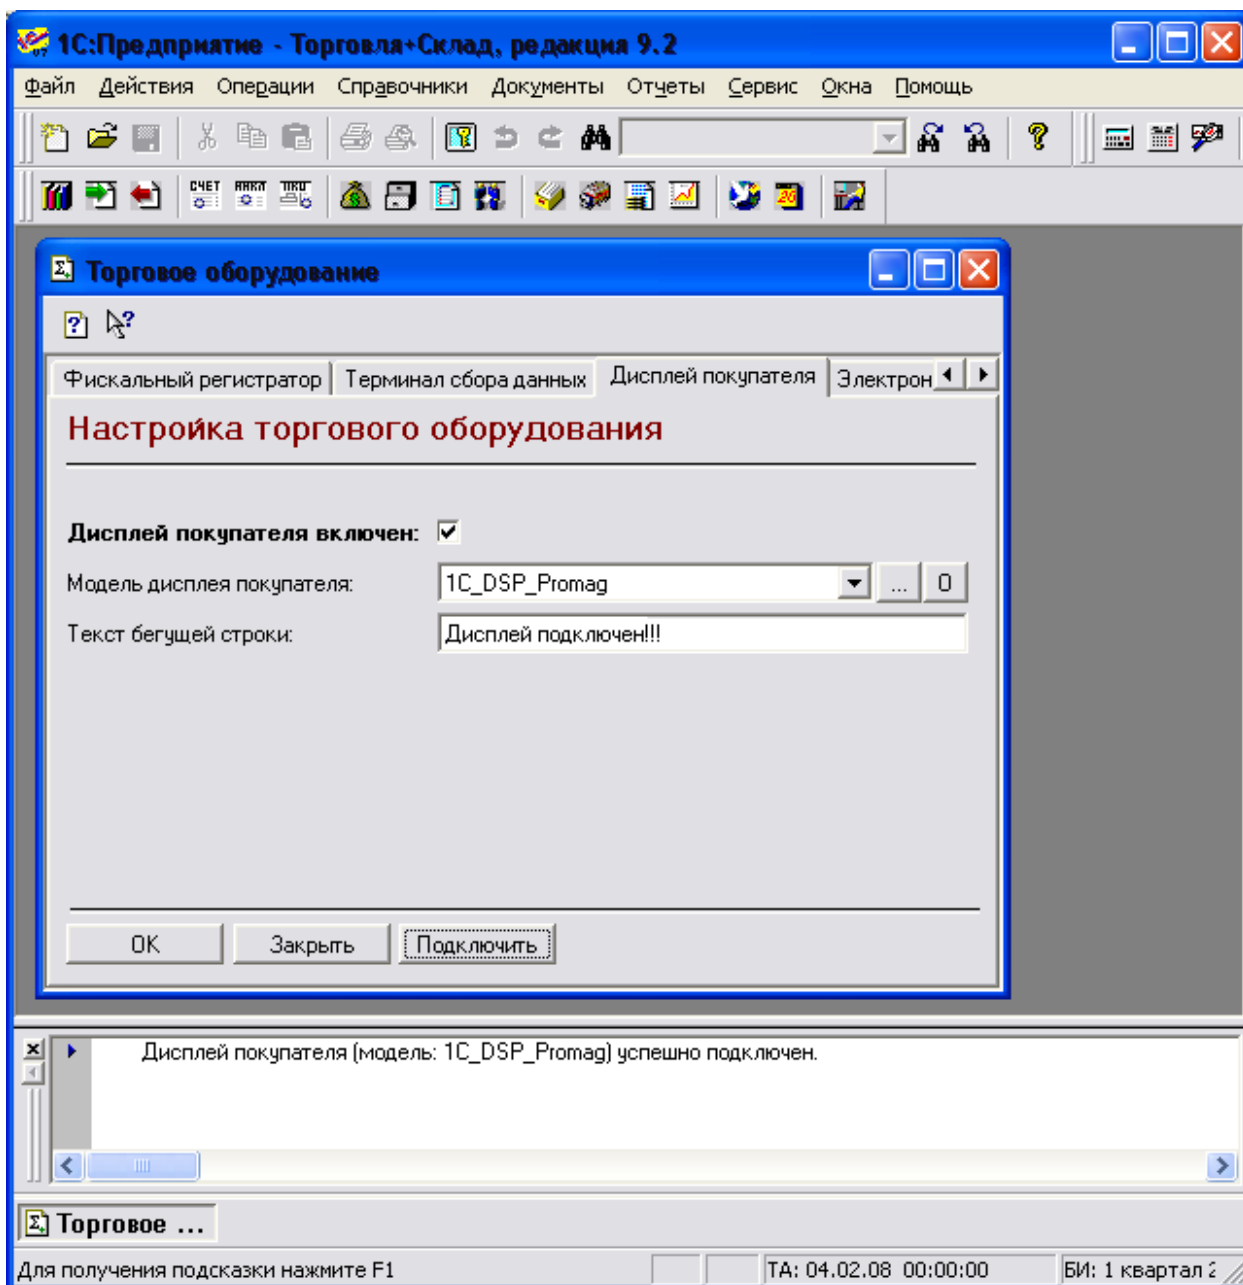 1С:Предприятие - Торговля+Склад, редакция 9.2
Файл Действия Операции Справочники Документы Отчеты Сервис Окна Помощь
СЧЕТ ПКО
Торговое оборудование
Фискальный регистратор Терминал сбора данных Дисплей покупателя Электрон
Настройка торгового оборудования
Дисплей покупателя включен:
Модель дисплея покупателя: 1C_DSP_Promag ... О
Текст бегущей строки: Дисплей подключен!!!
OK Закрыть Подключить
Дисплей покупателя (модель: 1C_DSP_Promag) успешно подключен.
Торговое ...
Для получения подсказки нажмите F1 ТА: 04.02.08 00:00:00 БИ: 1 квартал 2